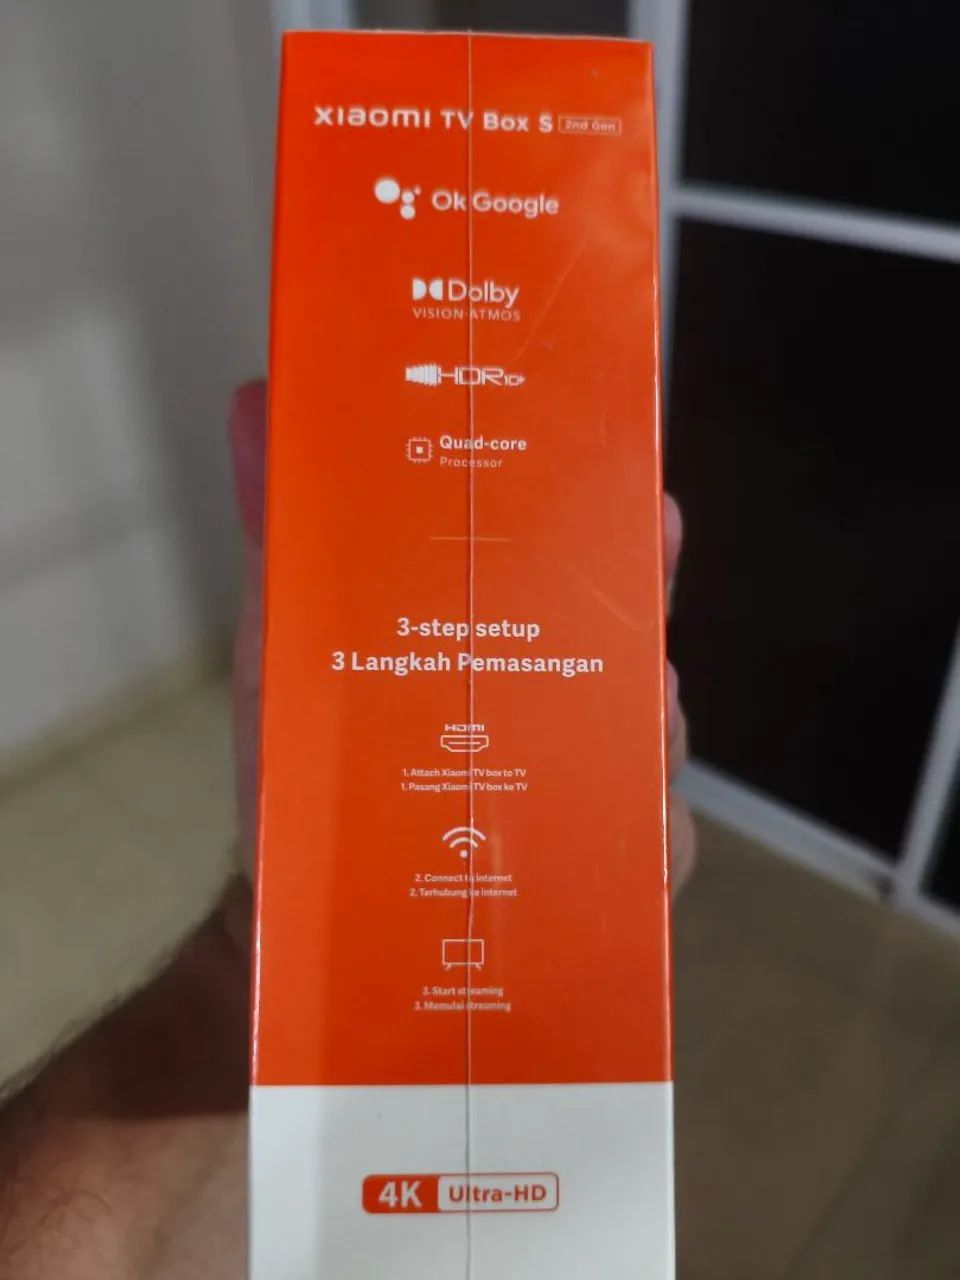 xiaomi TV Box S 2nd Gen
Ok Google
Dolby
VISION·ATMOS
HDR10+
Quad-core
Processor
3-step setup
3 Langkah Pemasangan
HDMI
1. Attach Xiaomi TV box to TV
1. Pasang Xiaomi TV box ke TV
2. Connect to internet
2. Terhubung ke internet
3. Start streaming
3. Memulai streaming
4K Ultra-HD